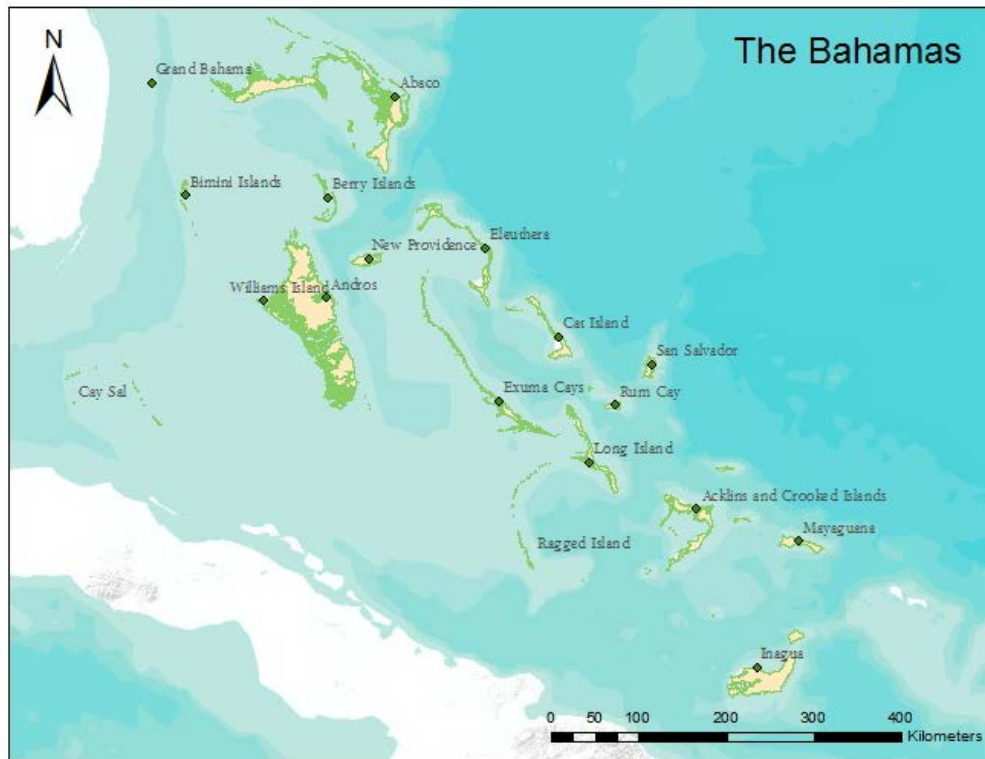 The Bahamas
N
Grand Bahama
Abaco
Bimini Islands
Berry Islands
New Providence
Eleuthera
Williams Island
Andros
Cat Island
San Salvador
Cay Sal
Exuma Cays
Rum Cay
Long Island
Acklins and Crooked Islands
Ragged Island
Mayaguana
Inagua
0 50 100 200 300 400
Kilometers